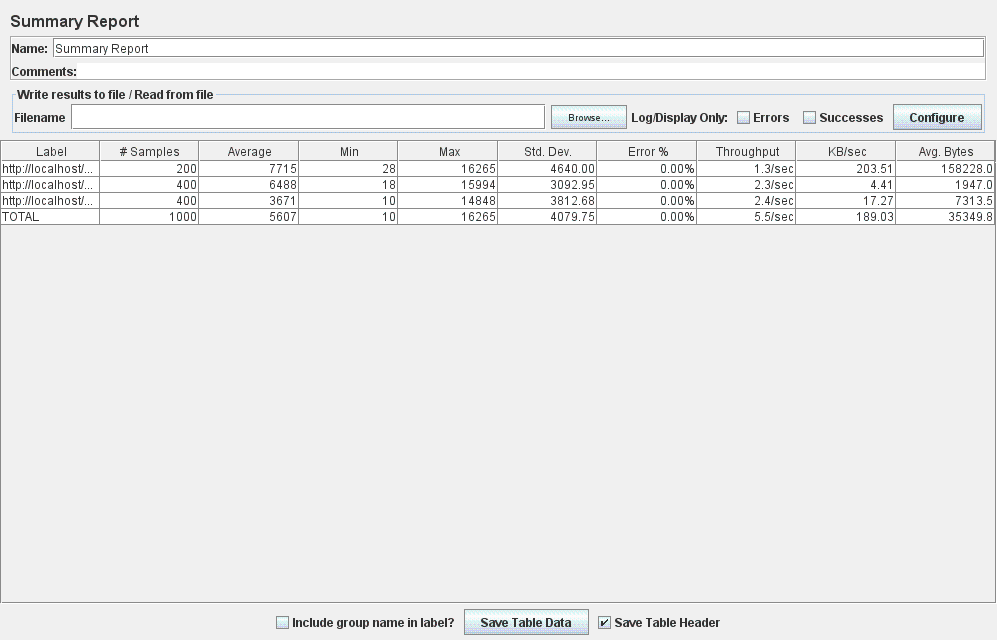 Summary Report
Name: Summary Report
Comments:
Write results to file / Read from file
Filename Browse... Log/Display Only: Errors Successes Configure
Label # Samples Average Min Max Std. Dev. Error % Throughput KB/sec Avg. Bytes
http://localhost/... 200 7715 28 16265 4640.00 0.00% 1.3/sec 203.51 158228.0
http://localhost/... 400 6488 18 15994 3092.95 0.00% 2.3/sec 4.41 1947.0
http://localhost/... 400 3671 10 14848 3812.68 0.00% 2.4/sec 17.27 7313.5
TOTAL 1000 5607 10 16265 4079.75 0.00% 5.5/sec 189.03 35349.8
Include group name in label? Save Table Data Save Table Header